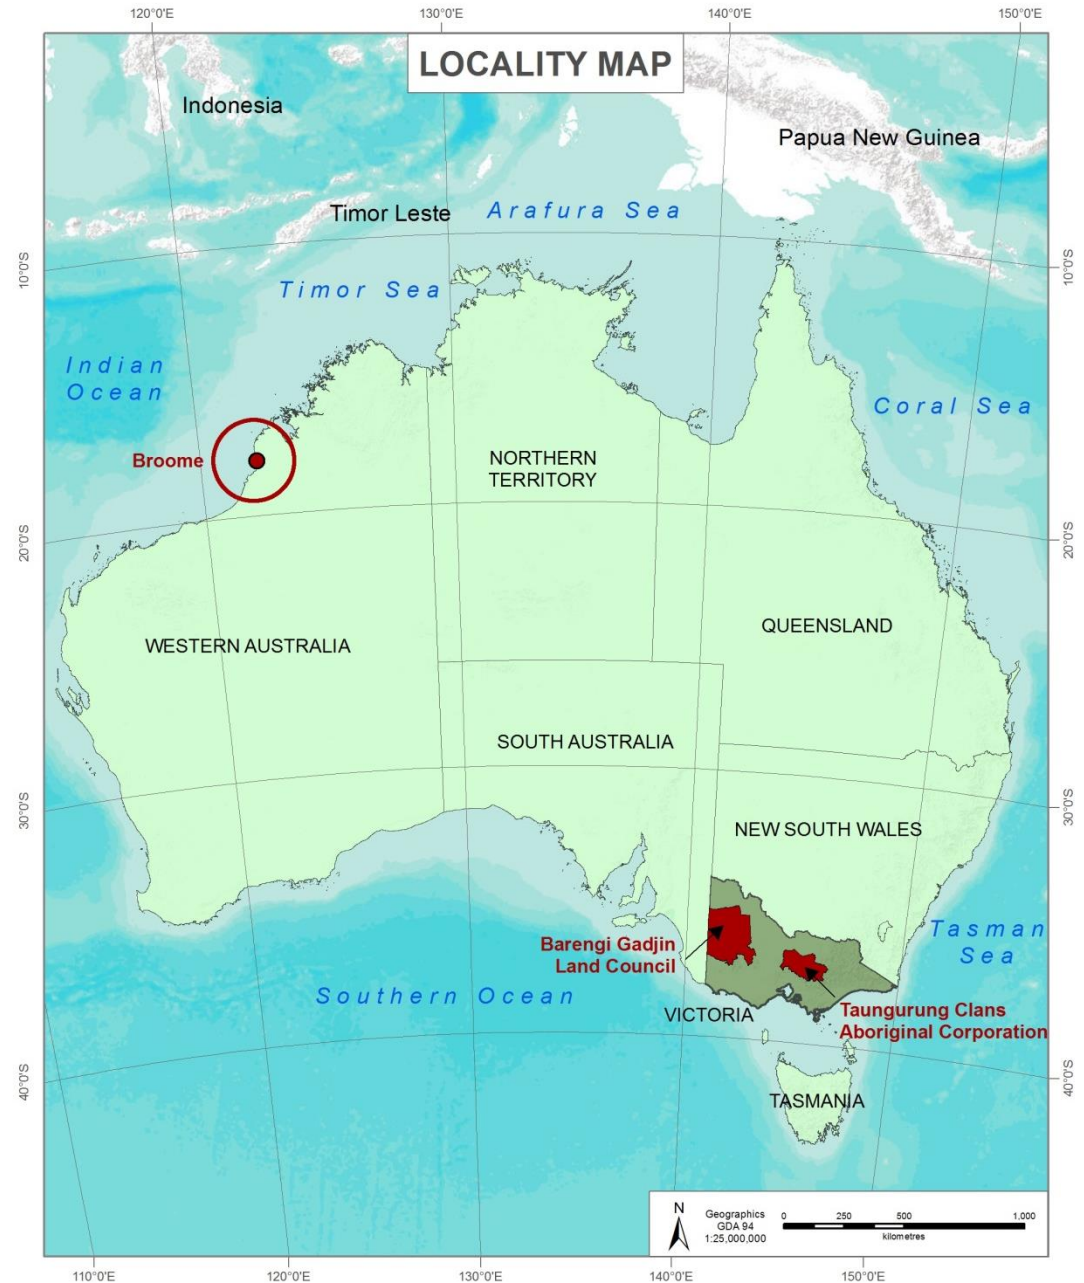 120°0'E
130°0'E
140°0'E
150°0'E
LOCALITY MAP
Indonesia
Papua New Guinea
Timor Leste
Arafura Sea
10°0'S
10°0'S
Timor Sea
Indian
Ocean
Coral Sea
Broome
NORTHERN
TERRITORY
20°0'S
20°0'S
WESTERN AUSTRALIA
QUEENSLAND
SOUTH AUSTRALIA
30°0'S
30°0'S
NEW SOUTH WALES
Barengi Gadjin
Land Council
Tasman
Sea
Southern Ocean
VICTORIA
Taungurung Clans
Aboriginal Corporation
40°0'S
40°0'S
TASMANIA
N
Geographics
GDA 94
1:25,000,000
0 250 500 1,000
kilometres
110°0'E
120°0'E
130°0'E
140°0'E
150°0'E